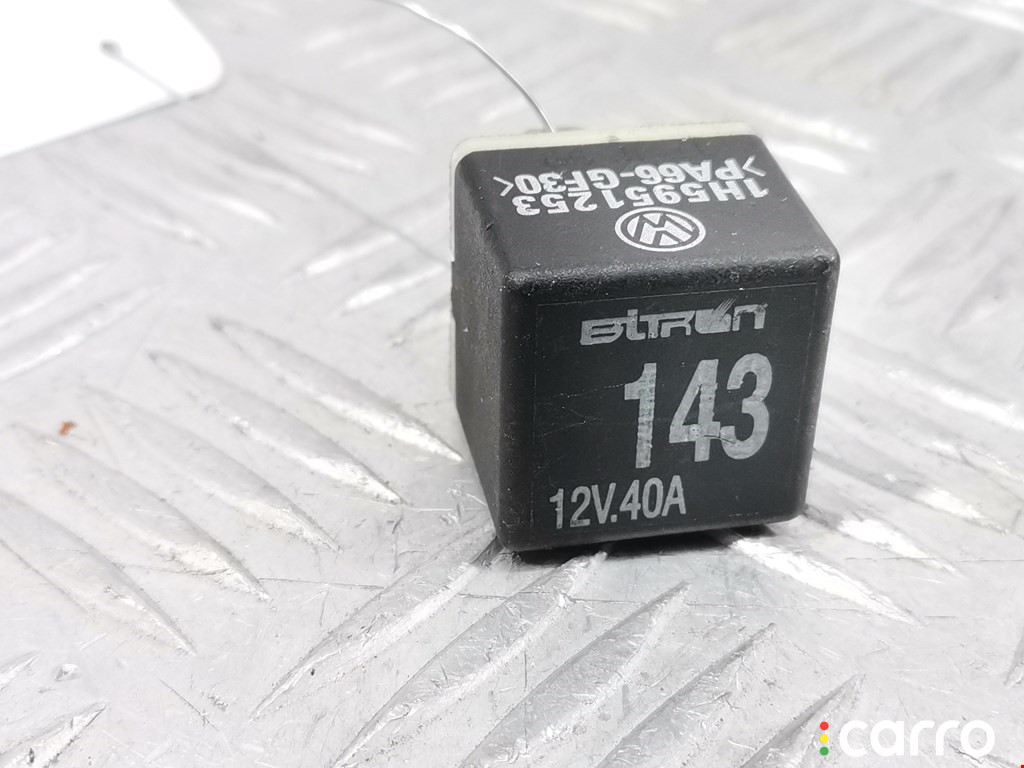 1H5951253
>PA66-GF30<
BITRON
143
12V.40A
carro